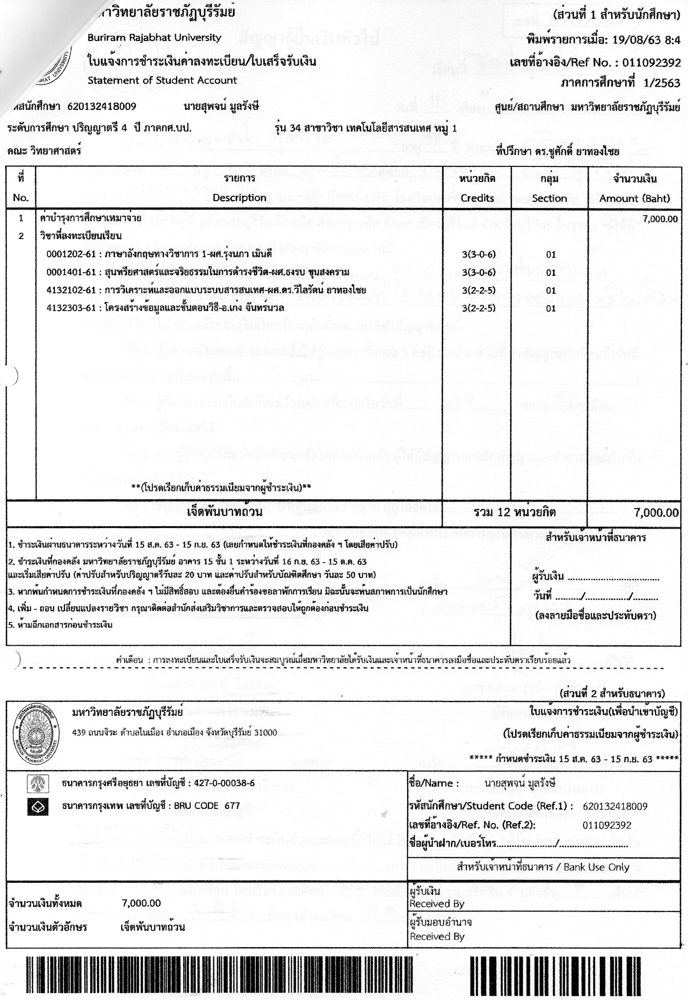 มหาวิทยาลัยราชภัฏบุรีรัมย์
(ส่วนที่ 1 สำหรับนักศึกษา)
Buriram Rajabhat University
พิมพ์รายการเมื่อ: 19/08/63 8:4
ใบแจ้งการชำระเงินค่าลงทะเบียน/ใบเสร็จรับเงิน
เลขที่อ้างอิง/Ref No. : 011092392
Statement of Student Account
ภาคการศึกษาที่ 1/2563
รหัสนักศึกษา 620132418009 นายสุพจน์ มูลรังษี ศูนย์/สถานศึกษา มหาวิทยาลัยราชภัฏบุรีรัมย์
ระดับการศึกษา ปริญญาตรี 4 ปี ภาคกศ.บป. รุ่น 34 สาขาวิชา เทคโนโลยีสารสนเทศ หมู่ 1
คณะ วิทยาศาสตร์ ที่ปรึกษา ดร.ชูศักดิ์ ยาทองไชย
ที่ รายการ หน่วยกิต กลุ่ม จำนวนเงิน
No. Description Credits Section Amount (Baht)
1 ค่าบำรุงการศึกษาเหมาจ่าย 7,000.00
2 วิชาที่ลงทะเบียนเรียน
0001202-61 : ภาษาอังกฤษทางวิชาการ 1-ผศ.รุ่งนภา เมินดี 3(3-0-6) 01
0001401-61 : สุนทรียศาสตร์และจริยธรรมในการดำรงชีวิต-ผศ.ธงรบ ขุนสงคราม 3(3-0-6) 01
4132102-61 : การวิเคราะห์และออกแบบระบบสารสนเทศ-ผศ.ดร.วิไลรัตน์ ยาทองไชย 3(2-2-5) 01
4132303-61 : โครงสร้างข้อมูลและขั้นตอนวิธี-อ.เก่ง จันทร์นวล 3(2-2-5) 01
**(โปรดเรียกเก็บค่าธรรมเนียมจากผู้ชำระเงิน)**
เจ็ดพันบาทถ้วน รวม 12 หน่วยกิต 7,000.00
1. ชำระเงินผ่านธนาคารระหว่างวันที่ 15 ส.ค. 63 - 15 ก.ย. 63 (เลยกำหนดให้ชำระเงินที่กองคลัง ฯ โดยเสียค่าปรับ)
2. ชำระเงินที่กองคลัง มหาวิทยาลัยราชภัฏบุรีรัมย์ อาคาร 15 ชั้น 1 ระหว่างวันที่ 16 ก.ย. 63 - 15 ต.ค. 63
และเริ่มเสียค่าปรับ (ค่าปรับสำหรับปริญญาตรีวันละ 20 บาท และค่าปรับสำหรับบัณฑิตศึกษา วันละ 50 บาท)
3. หากพ้นกำหนดการชำระเงินที่กองคลัง ฯ ไม่มีสิทธิ์สอบ และต้องยื่นคำร้องขอลาพักการเรียน มิฉะนั้นจะพ้นสภาพการเป็นนักศึกษา
4. เพิ่ม - ถอน เปลี่ยนแปลงรายวิชา กรุณาติดต่อสำนักส่งเสริมวิชาการและตรวจสอบให้ถูกต้องก่อนชำระเงิน
5. ห้ามฉีกเอกสารก่อนชำระเงิน
สำหรับเจ้าหน้าที่ธนาคาร
ผู้รับเงิน .................................
วันที่ ........./.............../.........
(ลงลายมือชื่อและประทับตรา)
คำเตือน : การลงทะเบียนและใบเสร็จรับเงินจะสมบูรณ์เมื่อมหาวิทยาลัยได้รับเงินและเจ้าหน้าที่ธนาคารลงมือชื่อและประทับตราเรียบร้อยแล้ว
(ส่วนที่ 2 สำหรับธนาคาร)
มหาวิทยาลัยราชภัฏบุรีรัมย์
BURIRAM RAJABHAT UNIVERSITY
มหาวิทยาลัยราชภัฏบุรีรัมย์ ใบแจ้งการชำระเงิน(เพื่อนำเข้าบัญชี)
439 ถนนจิระ ตำบลในเมือง อำเภอเมือง จังหวัดบุรีรัมย์ 31000 (โปรดเรียกเก็บค่าธรรมเนียมจากผู้ชำระเงิน)
***** กำหนดชำระเงิน 15 ส.ค. 63 - 15 ก.ย. 63 *****
ธนาคารกรุงศรีอยุธยา เลขที่บัญชี : 427-0-00038-6
ธนาคารกรุงเทพ เลขที่บัญชี : BRU CODE 677
ชื่อ/Name : นายสุพจน์ มูลรังษี
รหัสนักศึกษา/Student Code (Ref.1) : 620132418009
เลขที่อ้างอิง/Ref. No. (Ref.2): 011092392
ชื่อผู้นำฝาก/เบอร์โทร......................./...........................
สำหรับเจ้าหน้าที่ธนาคาร / Bank Use Only
จำนวนเงินทั้งหมด 7,000.00
จำนวนเงินตัวอักษร เจ็ดพันบาทถ้วน
ผู้รับเงิน
Received By
ผู้รับมอบอำนาจ
Received By